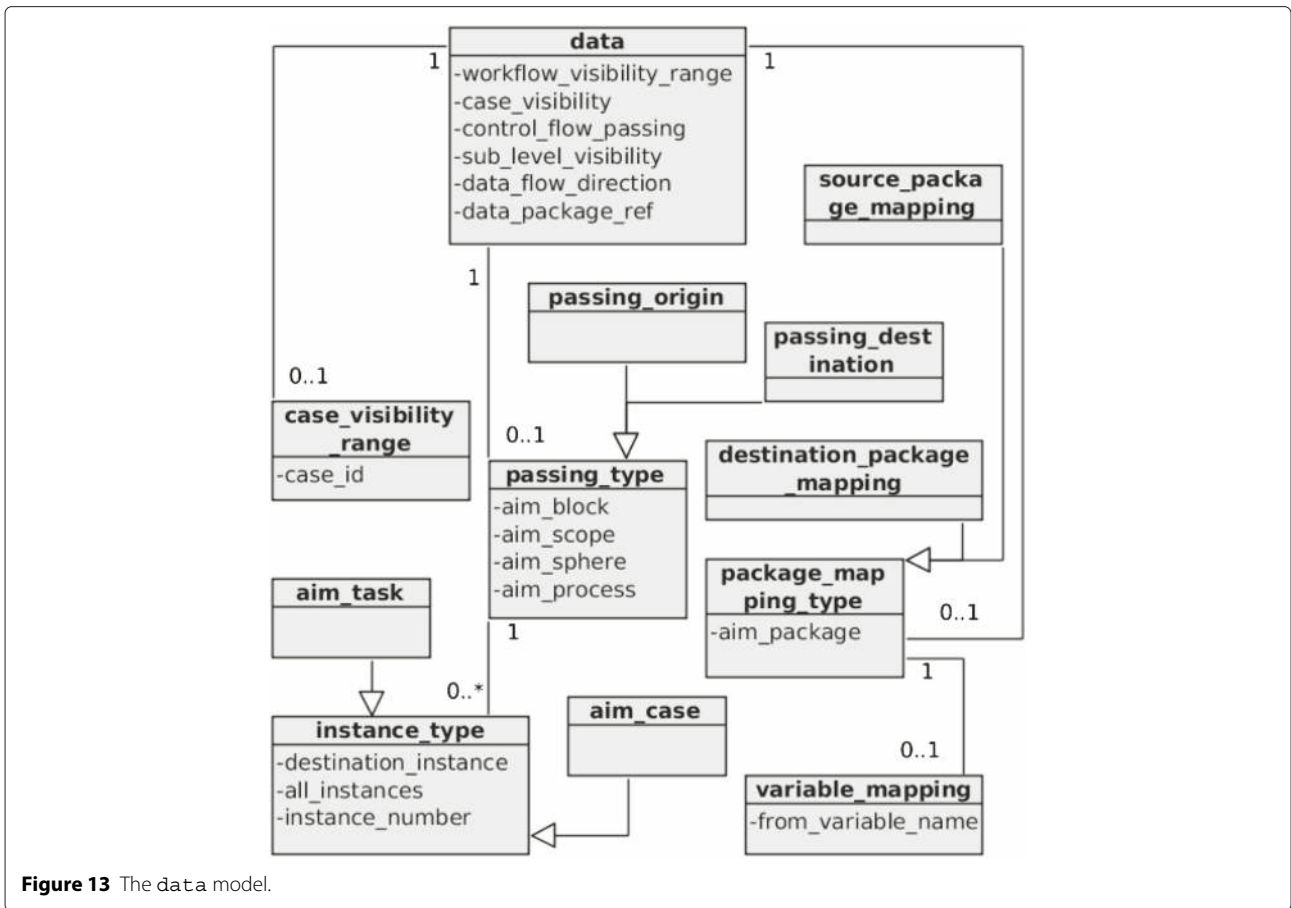 data
1
1
-workflow_visibility_range
-case_visibility
-control_flow_passing
-sub_level_visibility
-data_flow_direction
-data_package_ref
source_packa
ge_mapping
1
passing_origin
passing_dest
ination
0..1
case_visibility
_range
-case_id
0..1
passing_type
-aim_block
-aim_scope
-aim_sphere
-aim_process
destination_package
_mapping
package_map
ping_type
-aim_package
0..1
aim_task
1
1
0..*
instance_type
-destination_instance
-all_instances
-instance_number
aim_case
0..1
variable_mapping
-from_variable_name
Figure 13 The data model.